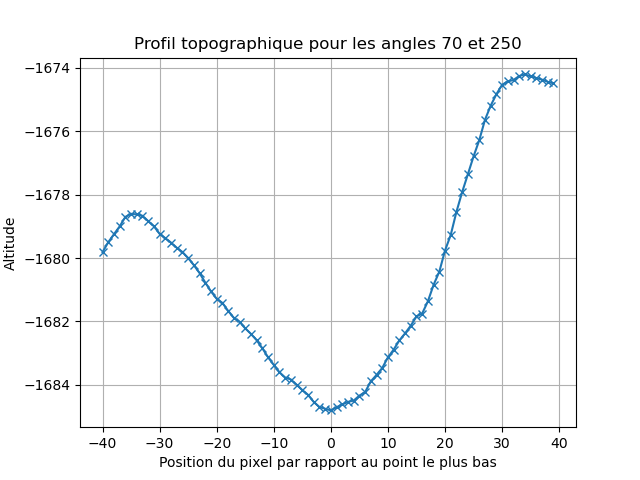 Profil topographique pour les angles 70 et 250
−1674
−1676
−1678
−1680
−1682
−1684
Altitude
−40 −30 −20 −10 0 10 20 30 40
Position du pixel par rapport au point le plus bas